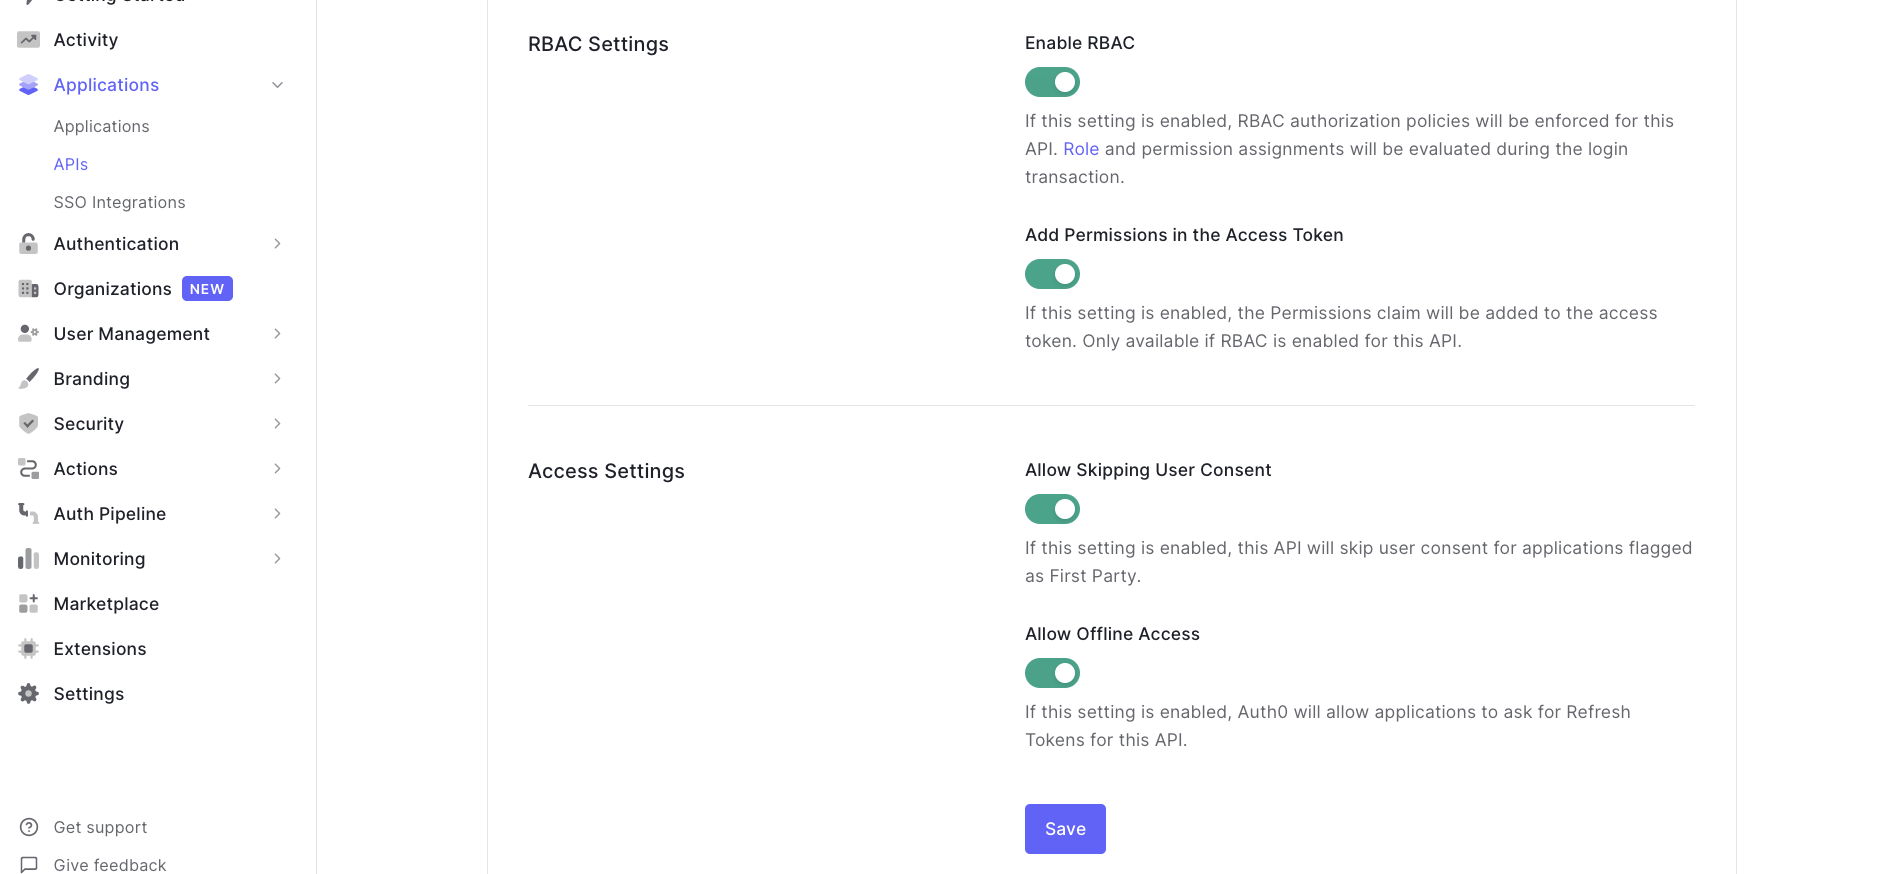 Getting Started
Activity
Applications
Applications
APIs
SSO Integrations
Authentication
Organizations NEW
User Management
Branding
Security
Actions
Auth Pipeline
Monitoring
Marketplace
Extensions
Settings
Get support
Give feedback
RBAC Settings
Enable RBAC
If this setting is enabled, RBAC authorization policies will be enforced for this
API. Role and permission assignments will be evaluated during the login
transaction.
Add Permissions in the Access Token
If this setting is enabled, the Permissions claim will be added to the access
token. Only available if RBAC is enabled for this API.
Access Settings
Allow Skipping User Consent
If this setting is enabled, this API will skip user consent for applications flagged
as First Party.
Allow Offline Access
If this setting is enabled, Auth0 will allow applications to ask for Refresh
Tokens for this API.
Save